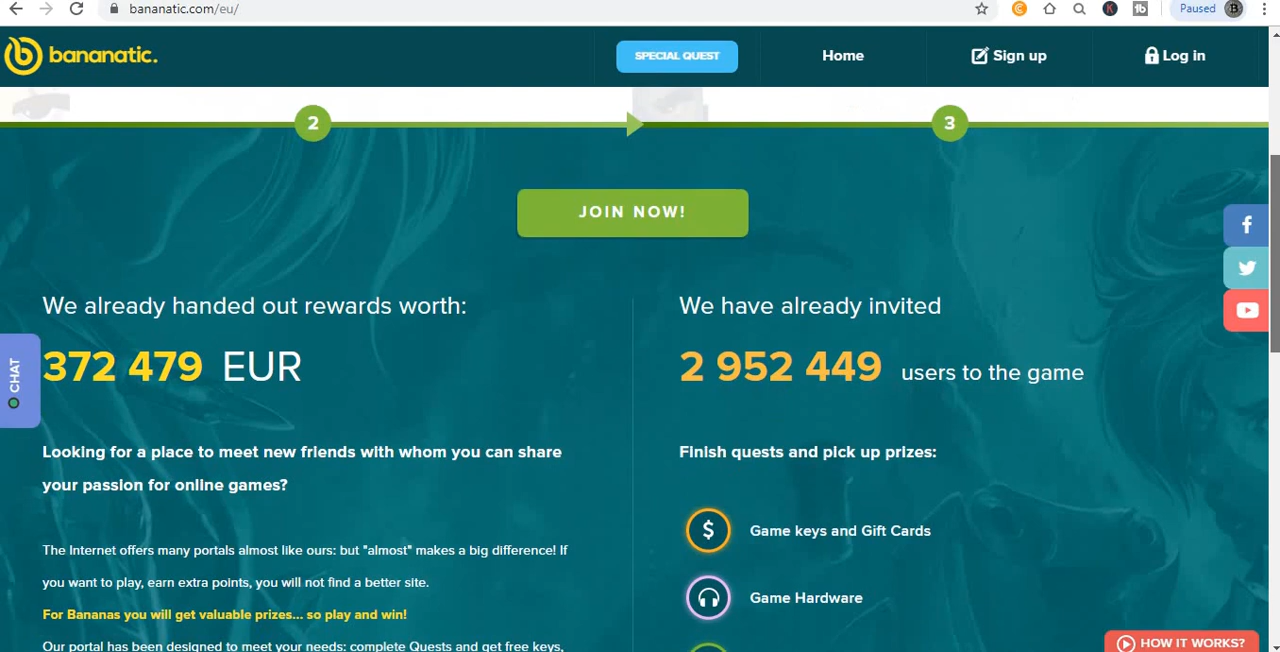 bananatic.com/eu/
Paused
bananatic.
SPECIAL QUEST
Home
Sign up
Log in
2
3
JOIN NOW!
We already handed out rewards worth:
372 479 EUR
Looking for a place to meet new friends with whom you can share
your passion for online games?
The Internet offers many portals almost like ours: but "almost" makes a big difference! If
you want to play, earn extra points, you will not find a better site.
For Bananas you will get valuable prizes... so play and win!
Our portal has been designed to meet your needs: complete Quests and get free keys,
We have already invited
2 952 449 users to the game
Finish quests and pick up prizes:
$ Game keys and Gift Cards
Game Hardware
CHAT
HOW IT WORKS?